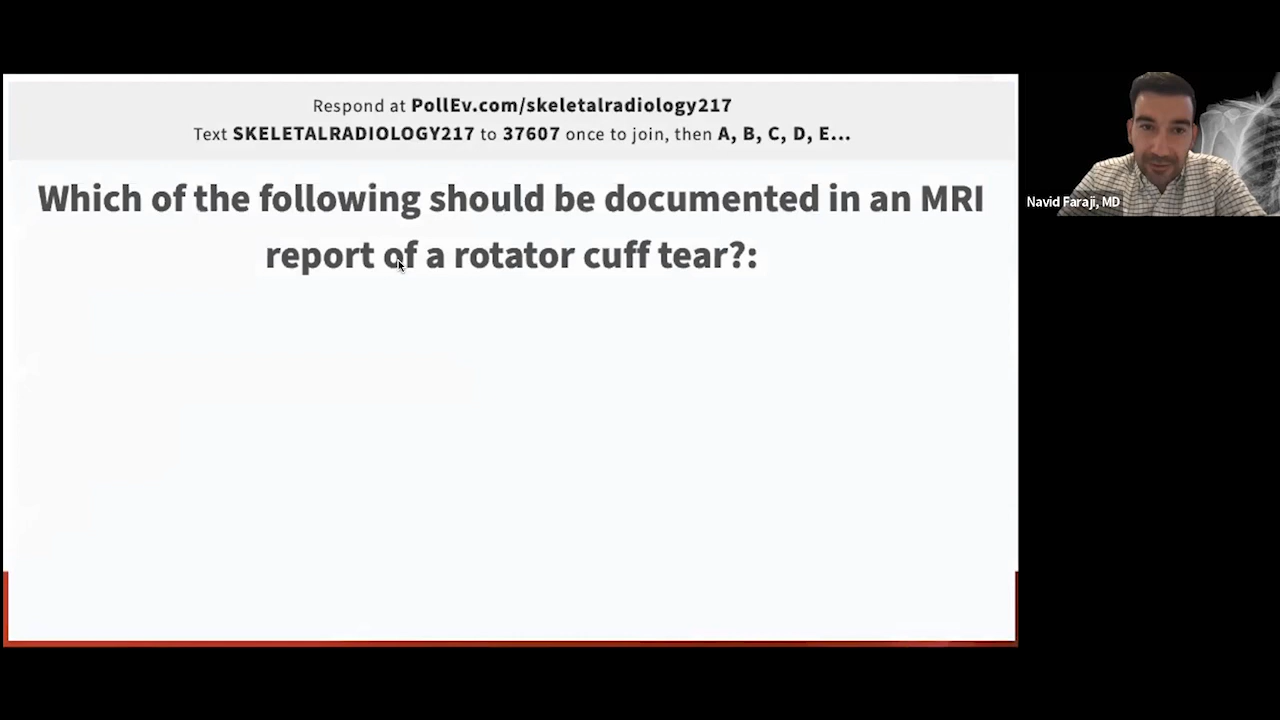 Respond at PollEv.com/skeletalradiology217
Text SKELETALRADIOLOGY217 to 37607 once to join, then A, B, C, D, E...
Which of the following should be documented in an MRI
report of a rotator cuff tear?:
Navid Faraji, MD